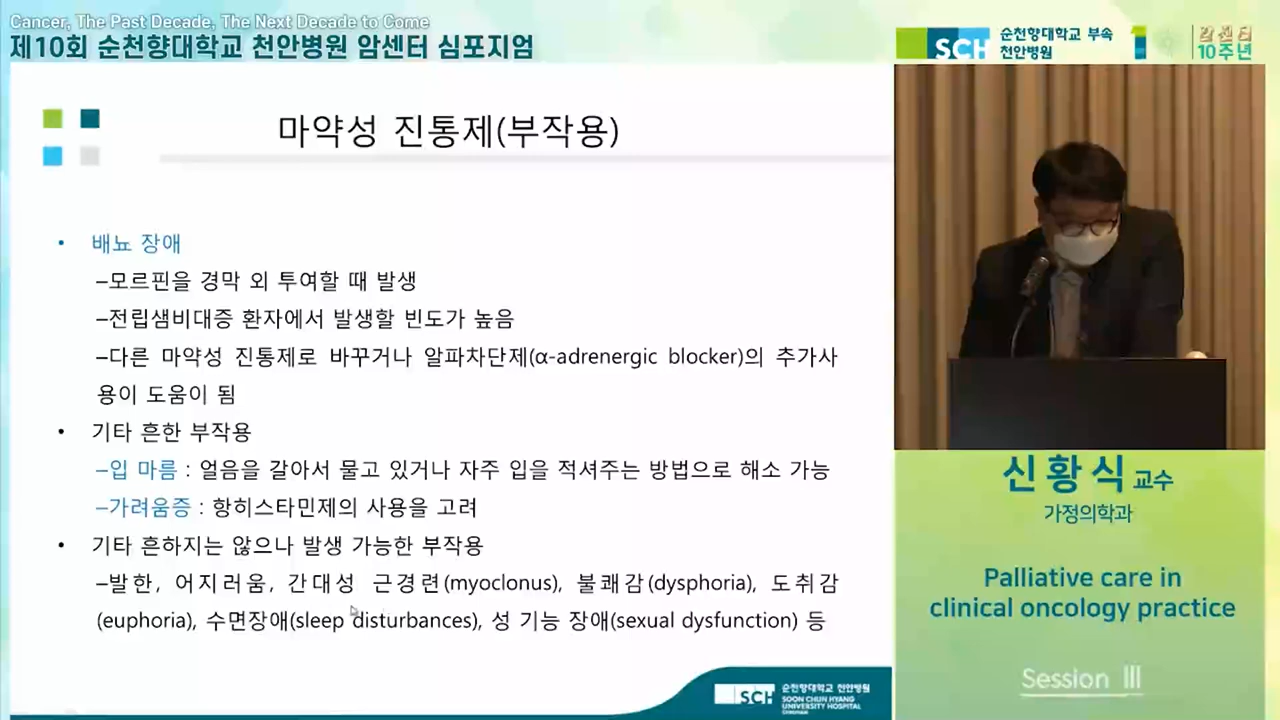 Cancer, The Past Decade, The Next Decade to Come
제10회 순천향대학교 천안병원 암센터 심포지엄
SCH 순천향대학교 부속
천안병원
암센터
10주년
마약성 진통제(부작용)
• 배뇨 장애
–모르핀을 경막 외 투여할 때 발생
–전립샘비대증 환자에서 발생할 빈도가 높음
–다른 마약성 진통제로 바꾸거나 알파차단제(α-adrenergic blocker)의 추가사
용이 도움이 됨
• 기타 흔한 부작용
–입 마름 : 얼음을 갈아서 물고 있거나 자주 입을 적셔주는 방법으로 해소 가능
–가려움증 : 항히스타민제의 사용을 고려
• 기타 흔하지는 않으나 발생 가능한 부작용
–발한, 어지러움, 간대성 근경련(myoclonus), 불쾌감(dysphoria), 도취감
(euphoria), 수면장애(sleep disturbances), 성 기능 장애(sexual dysfunction) 등
SCH 순천향대학교 천안병원
SOON CHUN HYANG
UNIVERSITY HOSPITAL
신황식 교수
가정의학과
Palliative care in
clinical oncology practice
Session Ⅲ